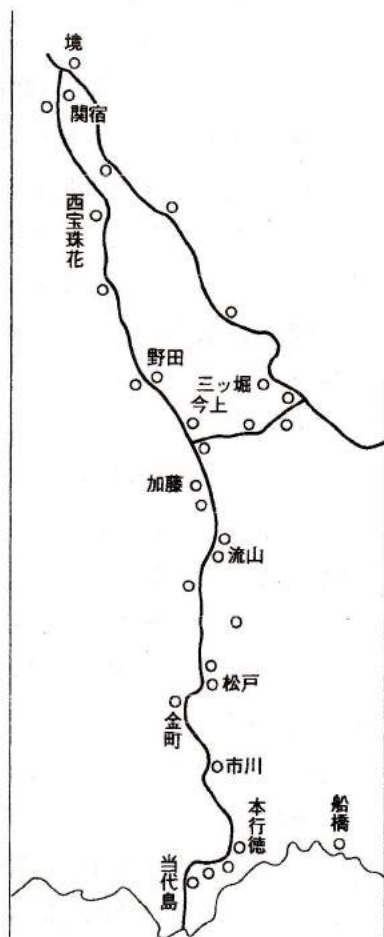 境
関宿
西宝珠花
野田
三ッ堀
今上
加藤
流山
松戸
金町
市川
本行徳
船橋
当代島